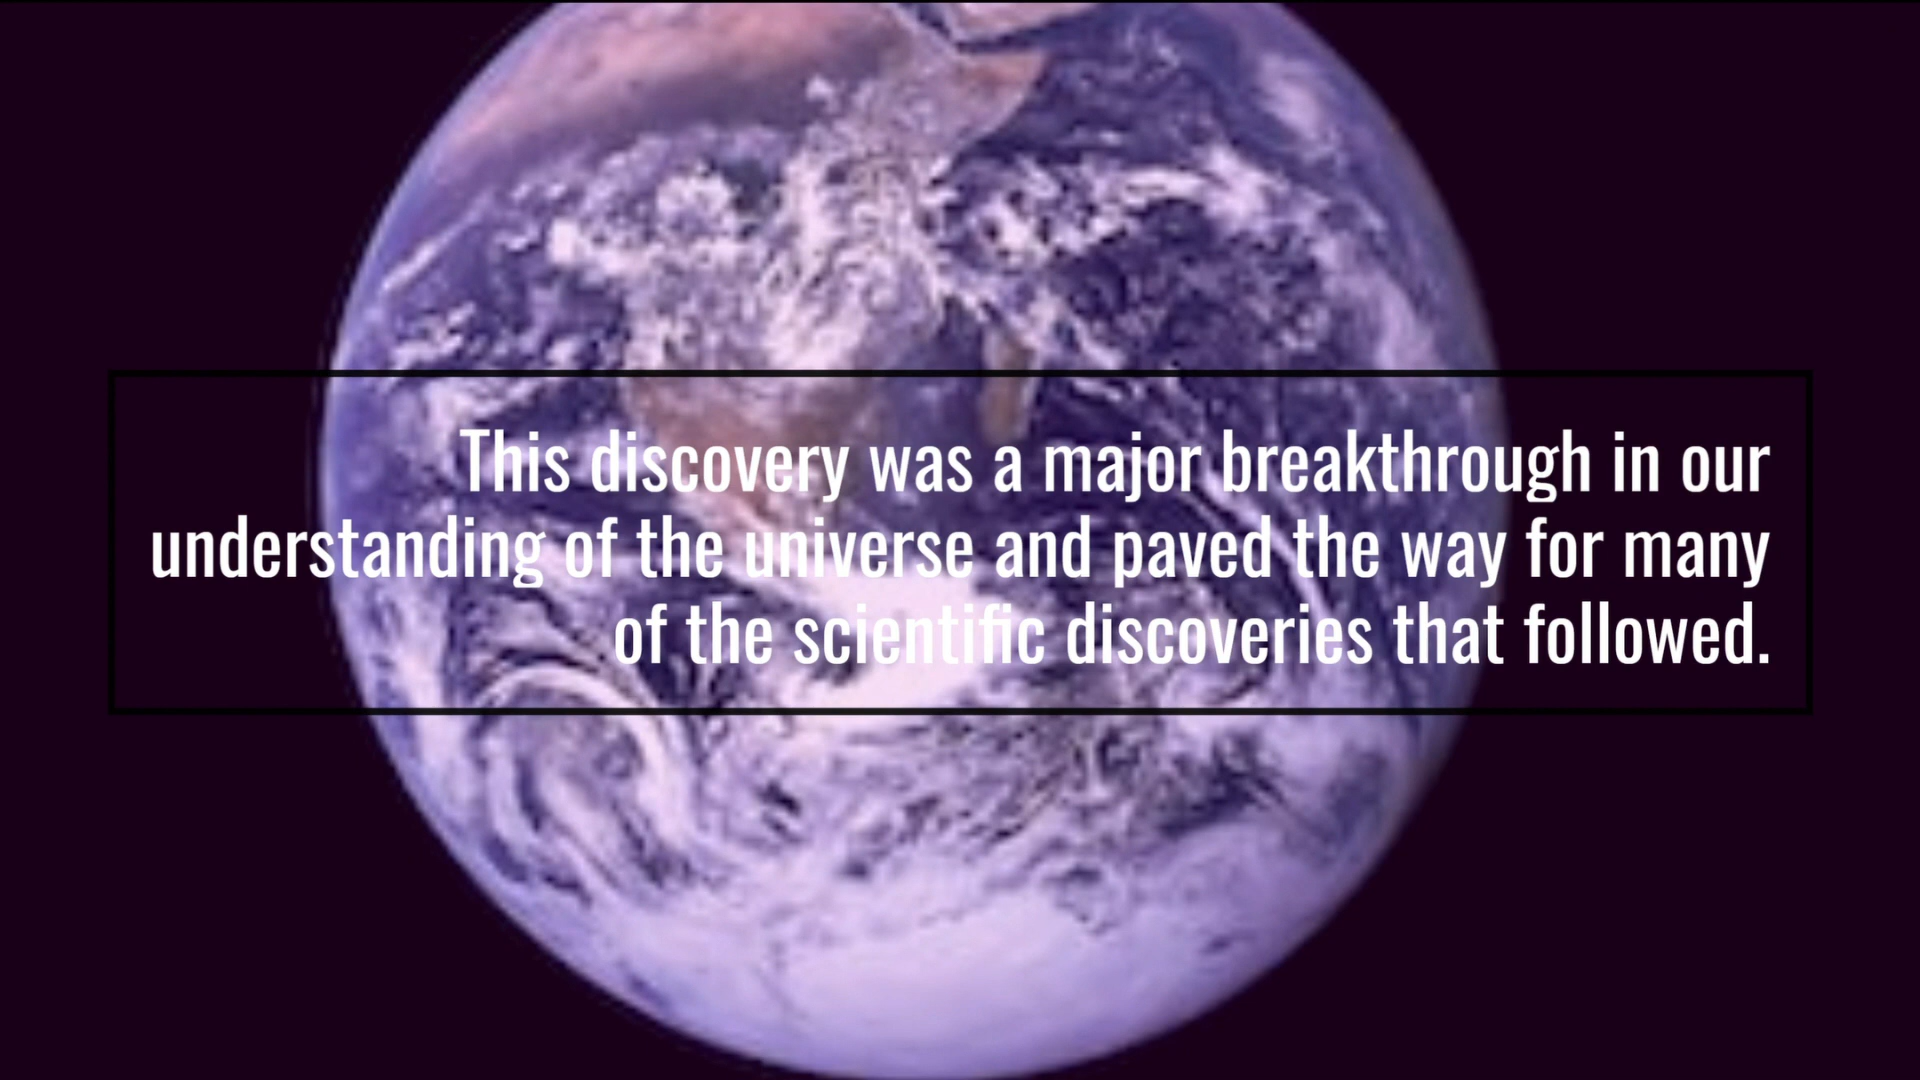 This discovery was a major breakthrough in our
understanding of the universe and paved the way for many
of the scientific discoveries that followed.